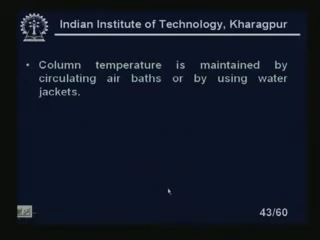 Indian Institute of Technology, Kharagpur
• Column temperature is maintained by
circulating air baths or by using water
jackets.
43/60